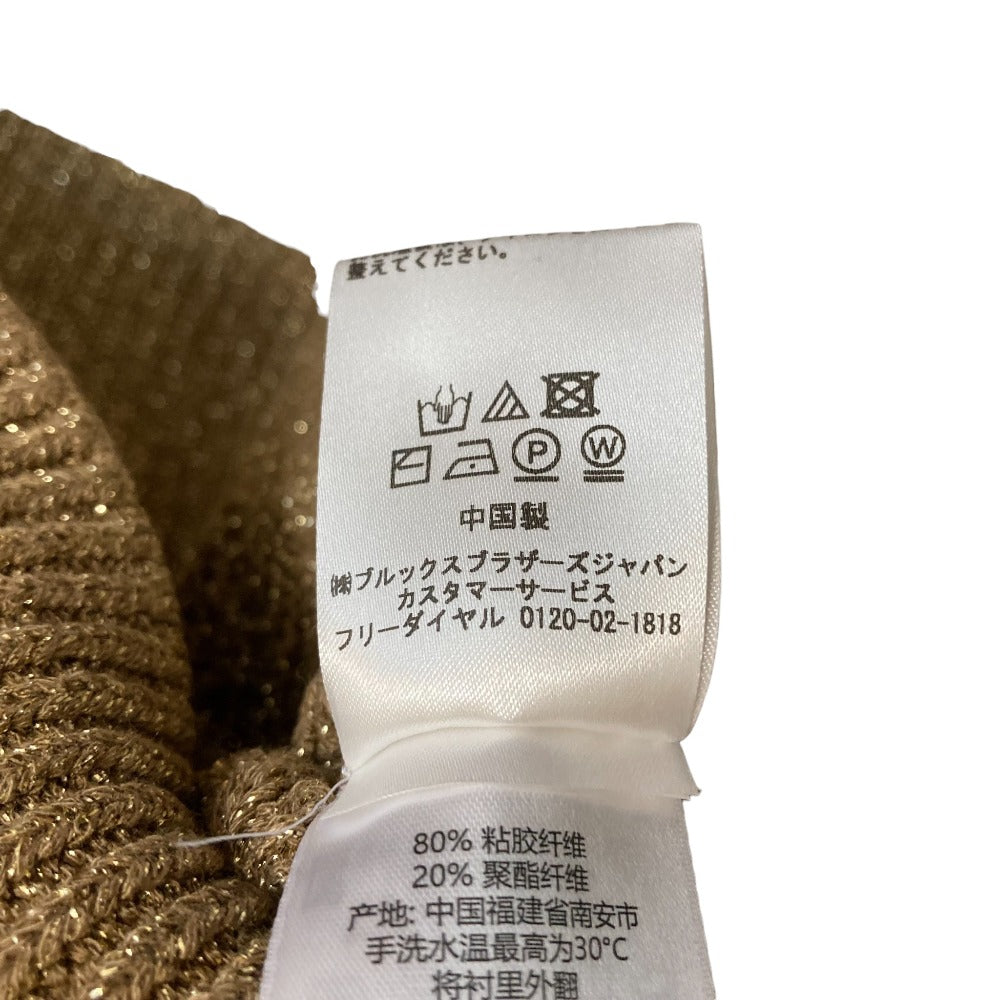 整えてください。
P W
中国製
㈱ブルックスブラザーズジャパン
カスタマーサービス
フリーダイヤル 0120-02-1818
80% 粘胶纤维
20% 聚酯纤维
产地: 中国福建省南安市
手洗水温最高为30°C
将衬里外翻